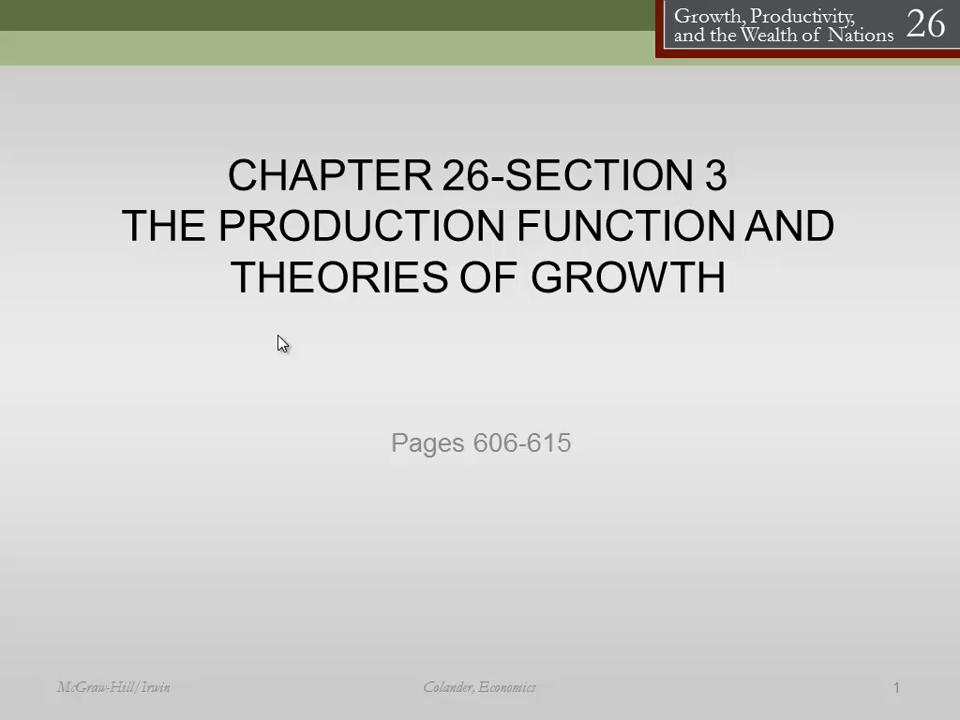 Growth, Productivity,
and the Wealth of Nations
26
CHAPTER 26-SECTION 3
THE PRODUCTION FUNCTION AND
THEORIES OF GROWTH
Pages 606-615
McGraw-Hill/Irwin
Colander, Economics
1